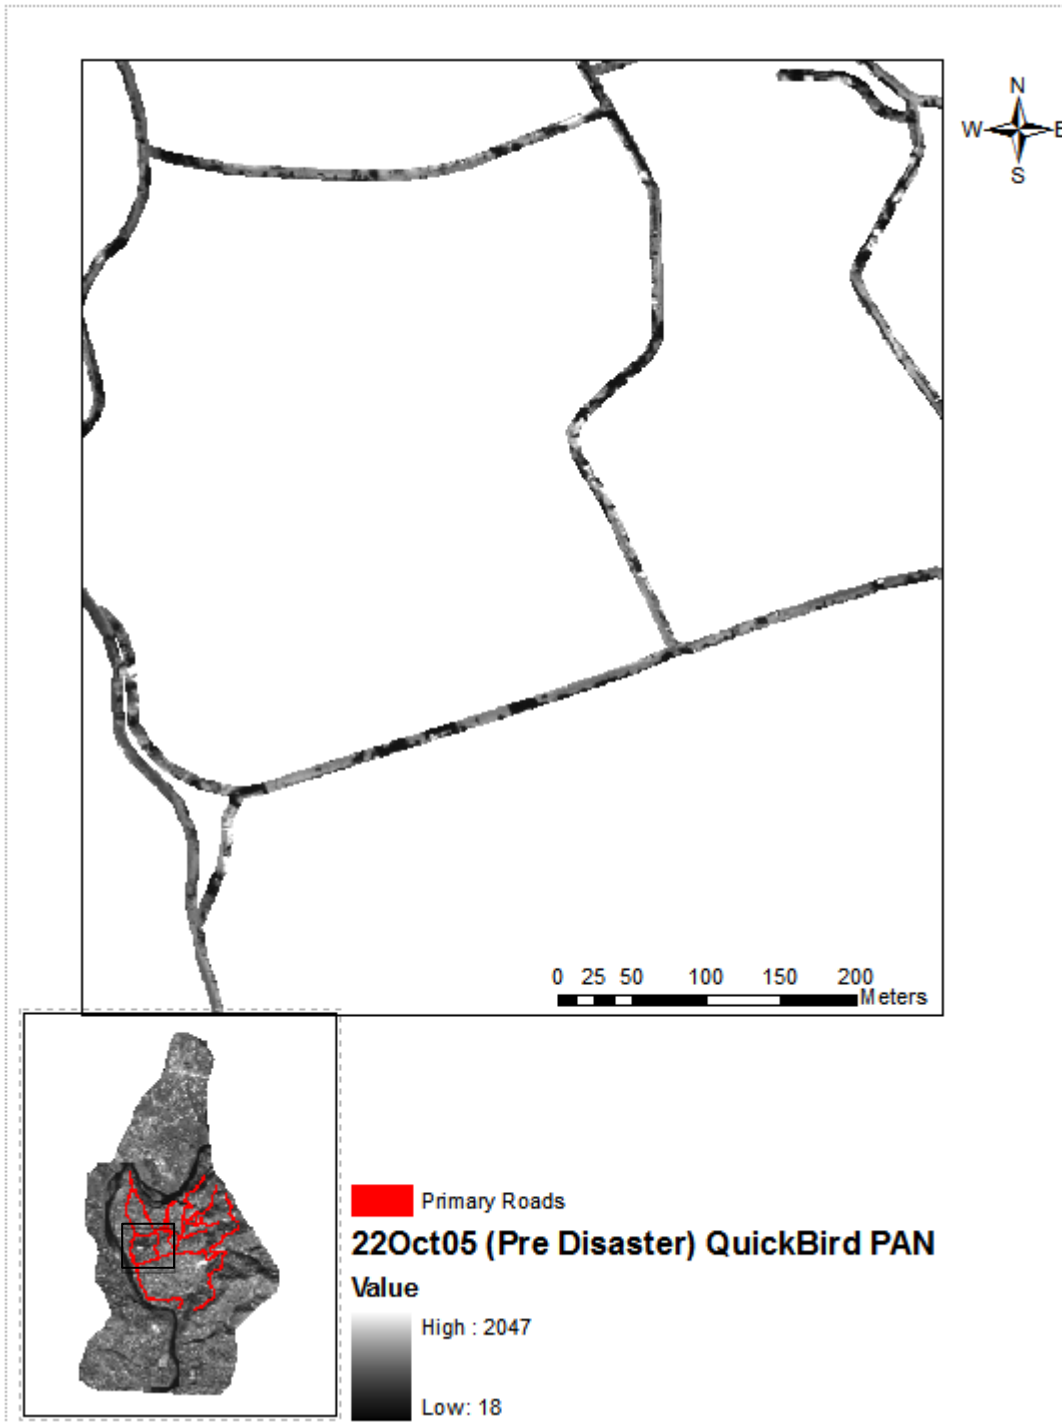 N
W E
S
0 25 50 100 150 200
Meters
Primary Roads
22Oct05 (Pre Disaster) QuickBird PAN
Value
High : 2047
Low: 18